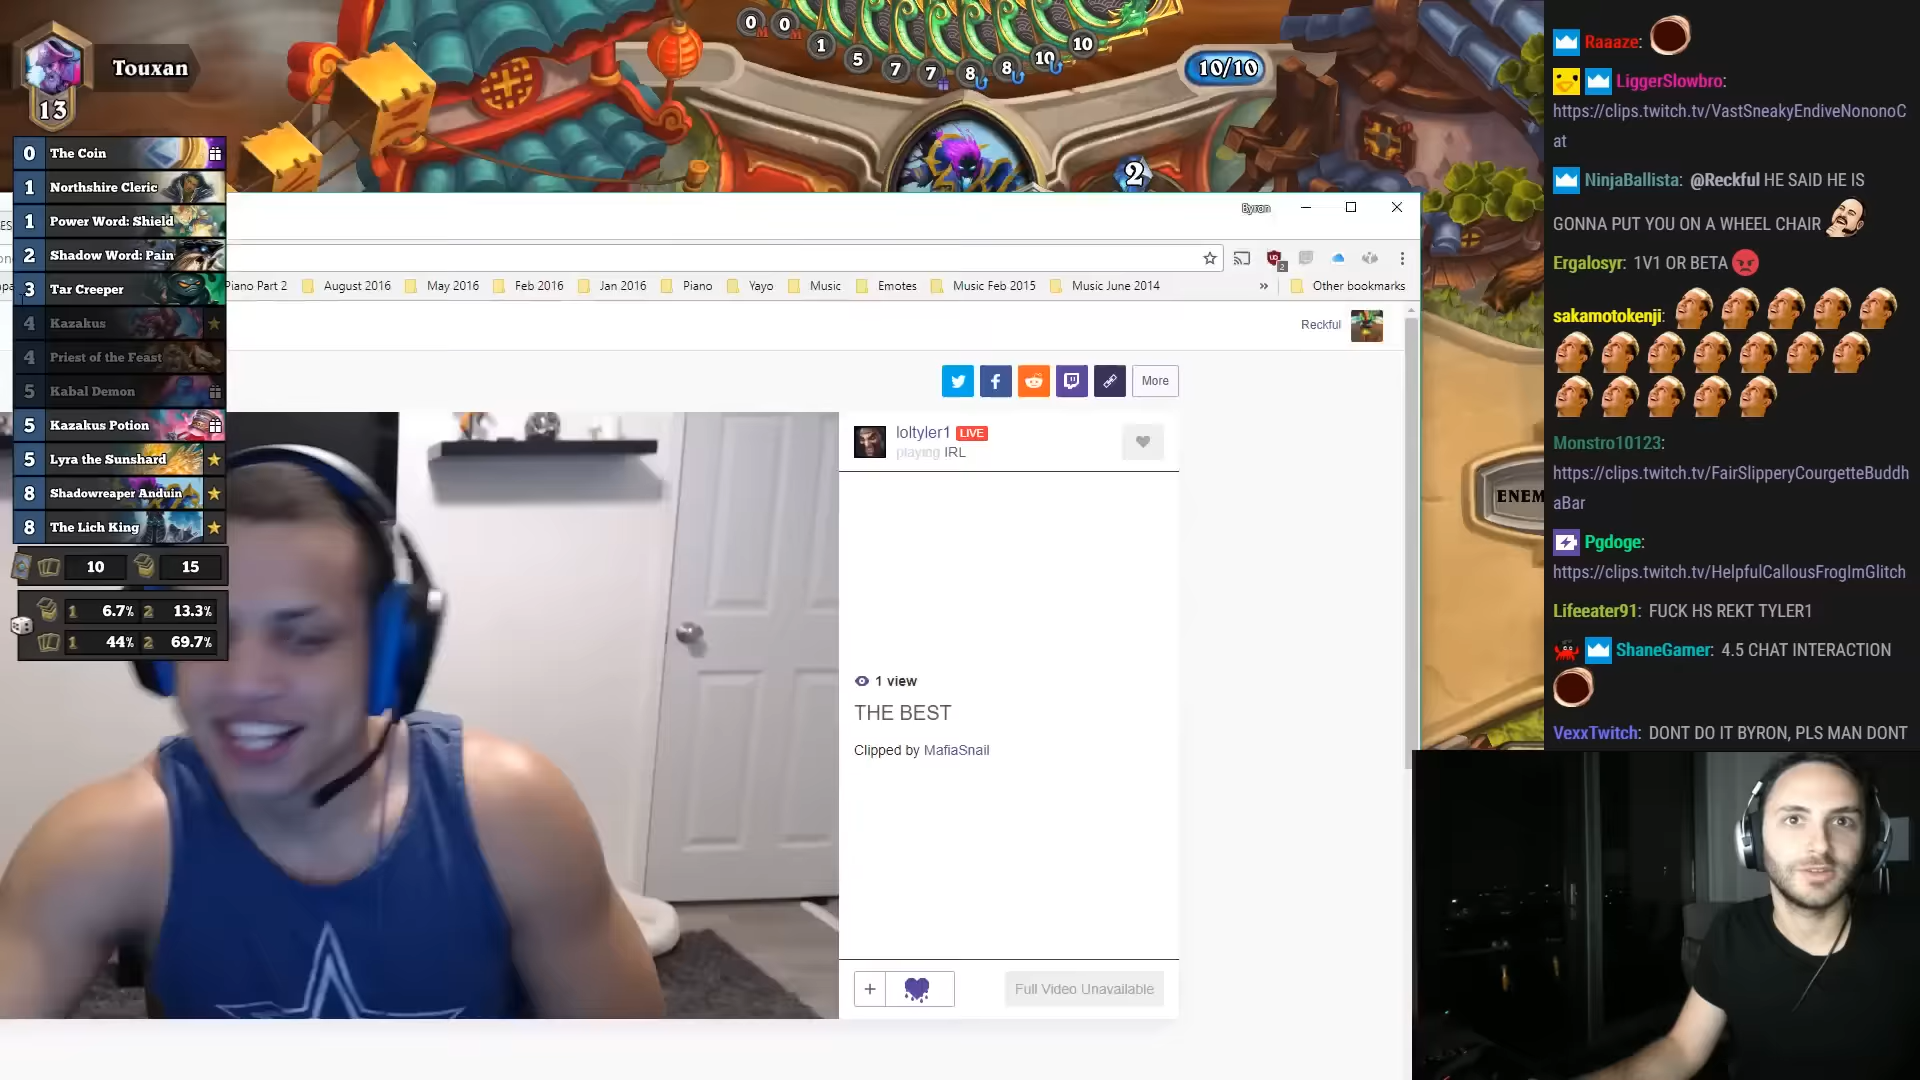 Touxan
13
0 The Coin
1 Northshire Cleric
1 Power Word: Shield
2 Shadow Word: Pain
3 Tar Creeper
4 Kazakus
4 Priest of the Feast
5 Kabal Demon
5 Kazakus Potion
5 Lyra the Sunshard
8 Shadowreaper Anduin
8 The Lich King
10 15
1 6.7% 2 13.3%
1 44% 2 69.7%
0 0 1 5 7 7 8 8 10 10
10/10
2
Byron
Piano Part 2 August 2016 May 2016 Feb 2016 Jan 2016 Piano Yayo Music Emotes Music Feb 2015 Music June 2014 » Other bookmarks
Reckful
More
loltyler1 LIVE
playing IRL
1 view
THE BEST
Clipped by MafiaSnail
+
Full Video Unavailable
ENEM
Raaaze:
LiggerSlowbro:
https://clips.twitch.tv/VastSneakyEndiveNononoC
at
NinjaBallista: @Reckful HE SAID HE IS
GONNA PUT YOU ON A WHEEL CHAIR
Ergalosyr: 1V1 OR BETA
sakamotokenji:
Monstro10123:
https://clips.twitch.tv/FairSlipperyCourgetteBuddh
aBar
Pgdoge:
https://clips.twitch.tv/HelpfulCallousFrogImGlitch
Lifeeater91: FUCK HS REKT TYLER1
ShaneGamer: 4.5 CHAT INTERACTION
VexxTwitch: DONT DO IT BYRON, PLS MAN DONT